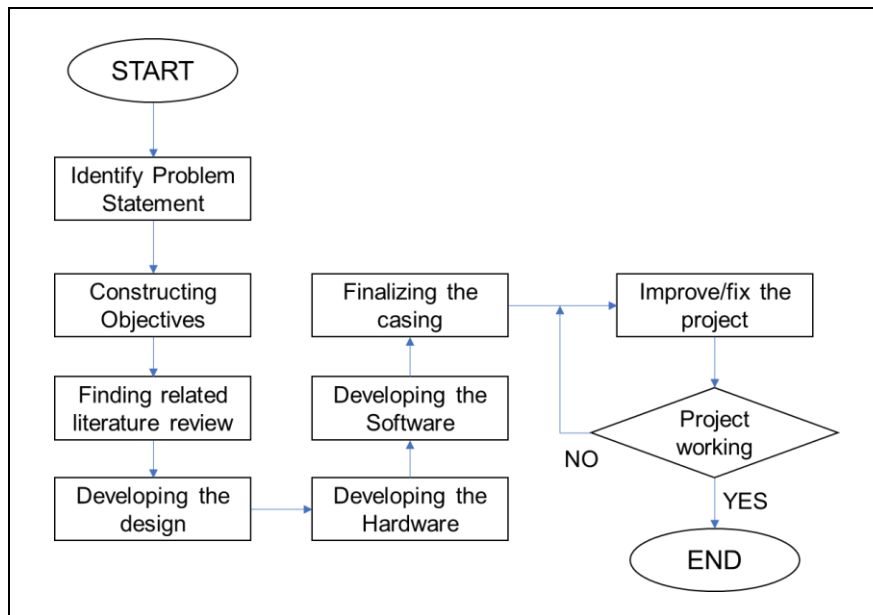 START
Identify Problem
Statement
Constructing
Objectives
Finding related
literature review
Developing the
design
Developing the
Hardware
Developing the
Software
Finalizing the
casing
Improve/fix the
project
Project
working
NO
YES
END